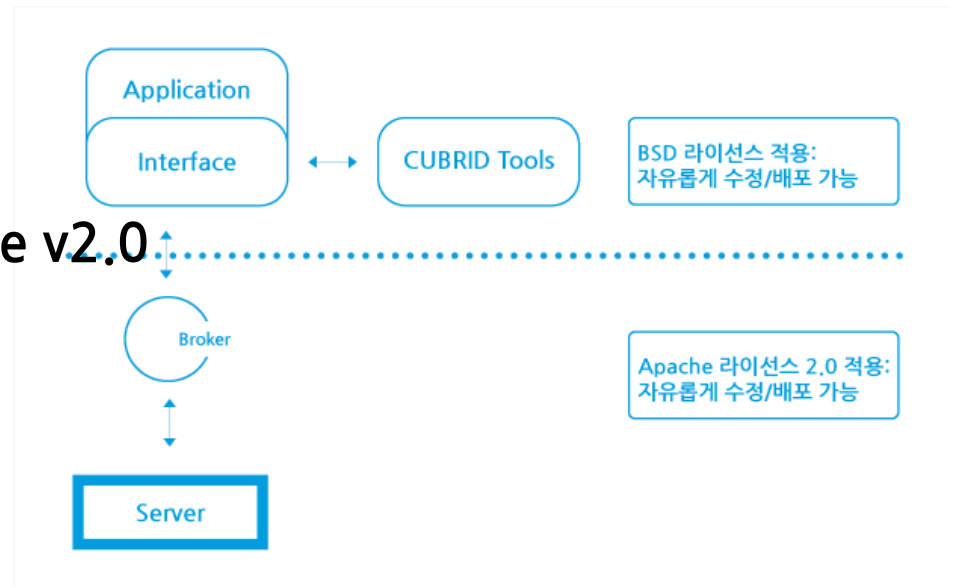 Application
Interface
CUBRID Tools
BSD 라이선스 적용:
자유롭게 수정/배포 가능
e v2.0
Broker
Apache 라이선스 2.0 적용:
자유롭게 수정/배포 가능
Server